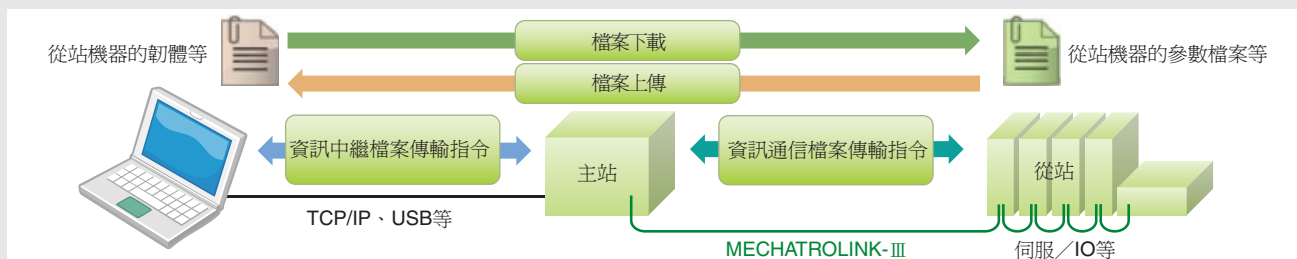 檔案下載
從站機器的韌體等
從站機器的參數檔案等
檔案上傳
資訊中繼檔案傳輸指令
主站
資訊通信檔案傳輸指令
從站
TCP/IP、USB等
MECHATROLINK-Ⅲ
伺服／IO等